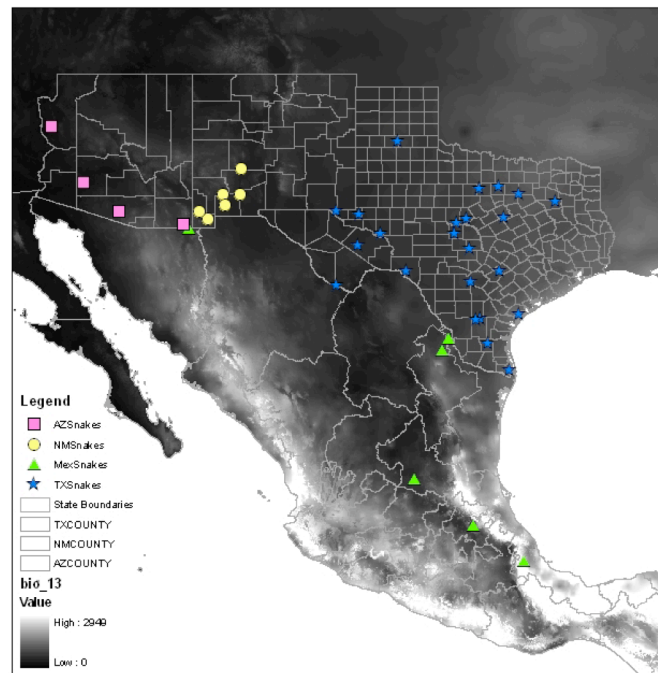 Legend
AZSnakes
NMSnakes
MexSnakes
TXSnakes
State Boundaries
TXCOUNTY
NMCOUNTY
AZCOUNTY
bio_13
Value
High : 2949
Low : 0